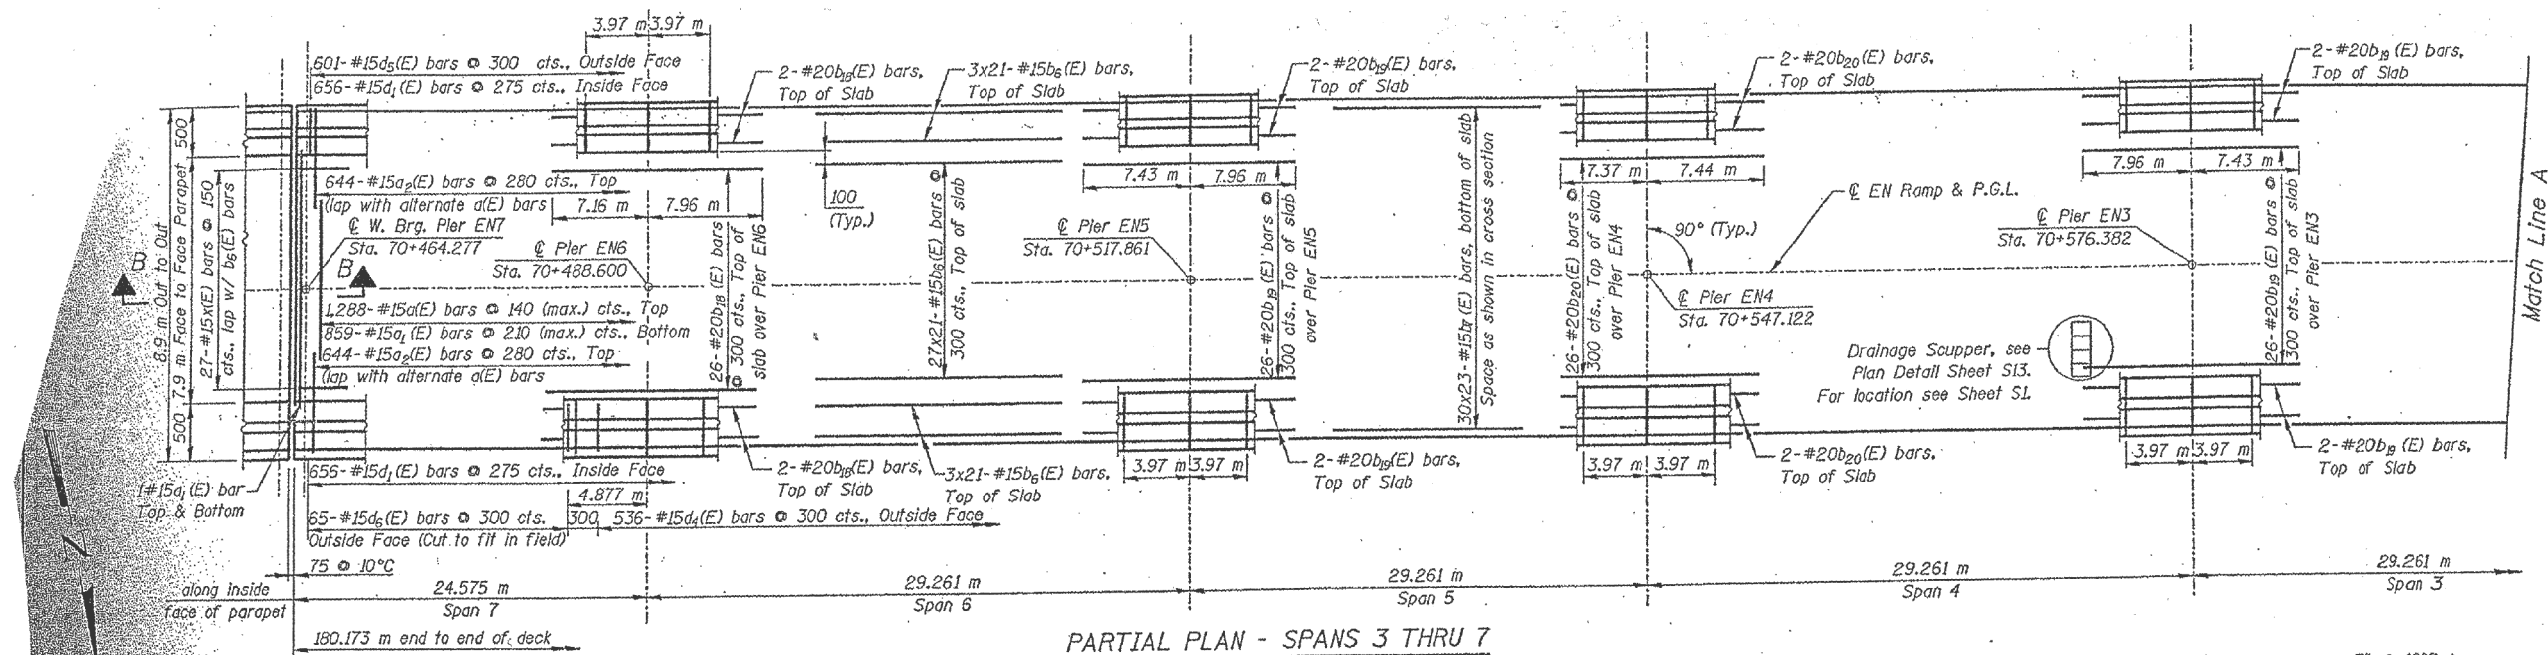 3.97 m 3.97 m
601-#15d5(E) bars @ 300 cts., Outside Face
656-#15d1(E) bars @ 275 cts., Inside Face
2-#20b18(E) bars,
Top of Slab
3x21-#15b6(E) bars,
Top of Slab
2-#20b19(E) bars,
Top of Slab
2-#20b20(E) bars,
Top of Slab
2-#20b19(E) bars,
Top of Slab
500
8.9 m Out to Out
7.9 m Face to Face Parapet
500
27-#15x(E) bars @ 150
cts., lap w/ b5(E) bars
644-#15a2(E) bars @ 280 cts., Top
(lap with alternate a(E) bars
7.16 m
7.96 m
100
(Typ.)
7.43 m
7.96 m
7.37 m
7.44 m
7.96 m
7.43 m
℄ W. Brg. Pier EN7
Sta. 70+464.277
℄ Pier EN6
Sta. 70+488.600
℄ Pier EN5
Sta. 70+517.861
90° (Typ.)
℄ EN Ramp & P.G.L.
℄ Pier EN3
Sta. 70+576.382
℄ Pier EN4
Sta. 70+547.122
B
B
26-#20b18(E) bars
@ 300 cts., Top of
slab over Pier EN6
27x21-#15b6(E) bars @
300 cts., Top of slab
26-#20b19(E) bars @
300 cts., Top of slab
over Pier EN5
30x23-#15b7(E) bars, bottom of slab
Space as shown in cross section
26-#20b20(E) bars @
300 cts., Top of slab
over Pier EN4
26-#20b19(E) bars @
300 cts., Top of slab
over Pier EN3
Match Line A
1,288-#15a(E) bars @ 140 (max.) cts., Top
859-#15a1(E) bars @ 210 (max.) cts., Bottom
644-#15a2(E) bars @ 280 cts., Top
(lap with alternate a(E) bars
Drainage Scupper, see
Plan Detail Sheet S13.
For location see Sheet S1.
655-#15d1(E) bars @ 275 cts., Inside Face
1#15a1(E) bar
Top & Bottom
4.877 m
65-#15d6(E) bars @ 300 cts.
Outside Face (Cut to fit in field)
300
536-#15d4(E) bars @ 300 cts., Outside Face
2-#20b18(E) bars,
Top of Slab
3x21-#15b6(E) bars,
Top of Slab
3.97 m 3.97 m
2-#20b19(E) bars,
Top of Slab
3.97 m 3.97 m
2-#20b20(E) bars,
Top of Slab
3.97 m 3.97 m
2-#20b19(E) bars,
Top of Slab
75 @ 10°C
along inside
face of parapet
24.575 m
Span 7
29.261 m
Span 6
29.261 m
Span 5
29.261 m
Span 4
29.261 m
Span 3
180.173 m end to end of deck
PARTIAL PLAN - SPANS 3 THRU 7